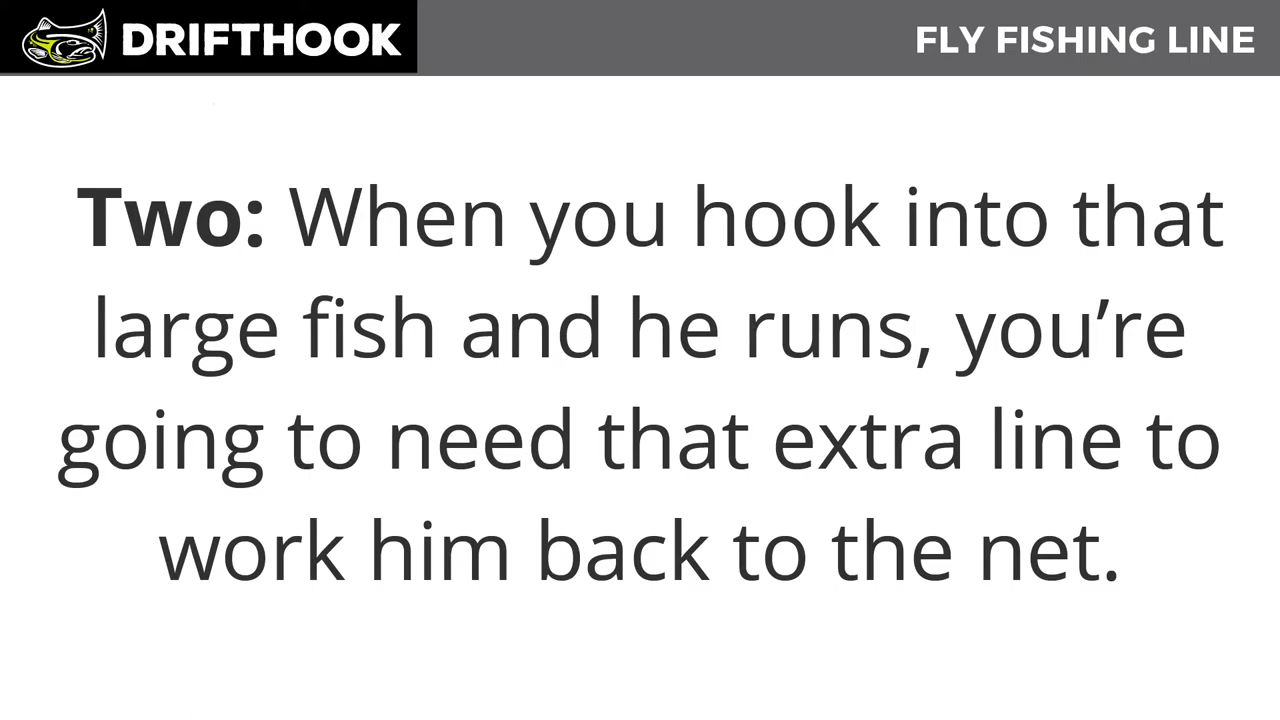 DRIFTHOOK
FLY FISHING LINE
Two: When you hook into that
large fish and he runs, you’re
going to need that extra line to
work him back to the net.